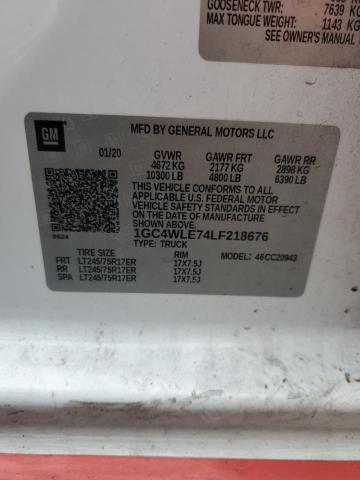 GOOSENECK TWR: 7639 KG
MAX TONGUE WEIGHT: 1143 KG
SEE OWNER'S MANUAL
GM
MFD BY GENERAL MOTORS LLC
01/20 GVWR GAWR FRT GAWR RR
4672 KG 2177 KG 2898 KG
10300 LB 4800 LB 6390 LB
THIS VEHICLE CONFORMS TO ALL
APPLICABLE U.S. FEDERAL MOTOR
VEHICLE SAFETY STANDARDS IN
EFFECT ON THE DATE OF
MANUFACTURE SHOWN ABOVE.
1GC4WLE74LF218676
TYPE: TRUCK
TIRE SIZE RIM MODEL: 46CC20943
FRT LT245/75R17ER 17X7.5J
RR LT245/75R17ER 17X7.5J
SPA LT245/75R17ER 17X7.5J